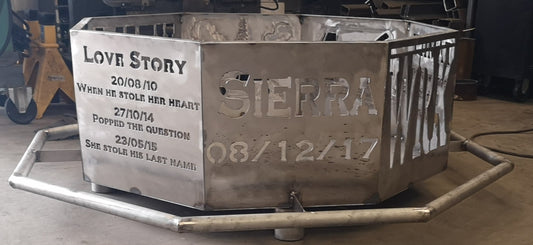 LOVE STORY
20/08/10
WHEN HE STOLE HER HEART
27/10/14
POPPED THE QUESTION
23/05/15
SHE STOLE HIS LAST NAME
SIERRA
08/12/17